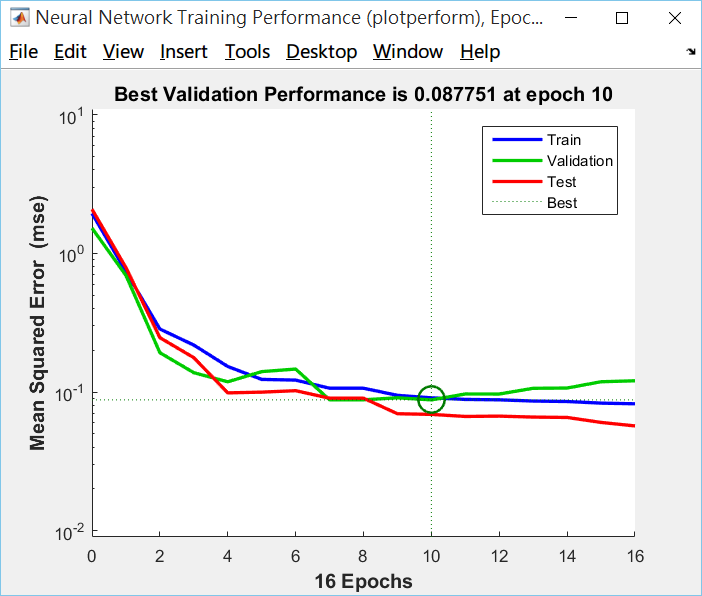 Neural Network Training Performance (plotperform), Epoc...
File Edit View Insert Tools Desktop Window Help
Best Validation Performance is 0.087751 at epoch 10
Mean Squared Error (mse)
10^1
10^0
10^-1
10^-2
Train
Validation
Test
Best
0 2 4 6 8 10 12 14 16
16 Epochs